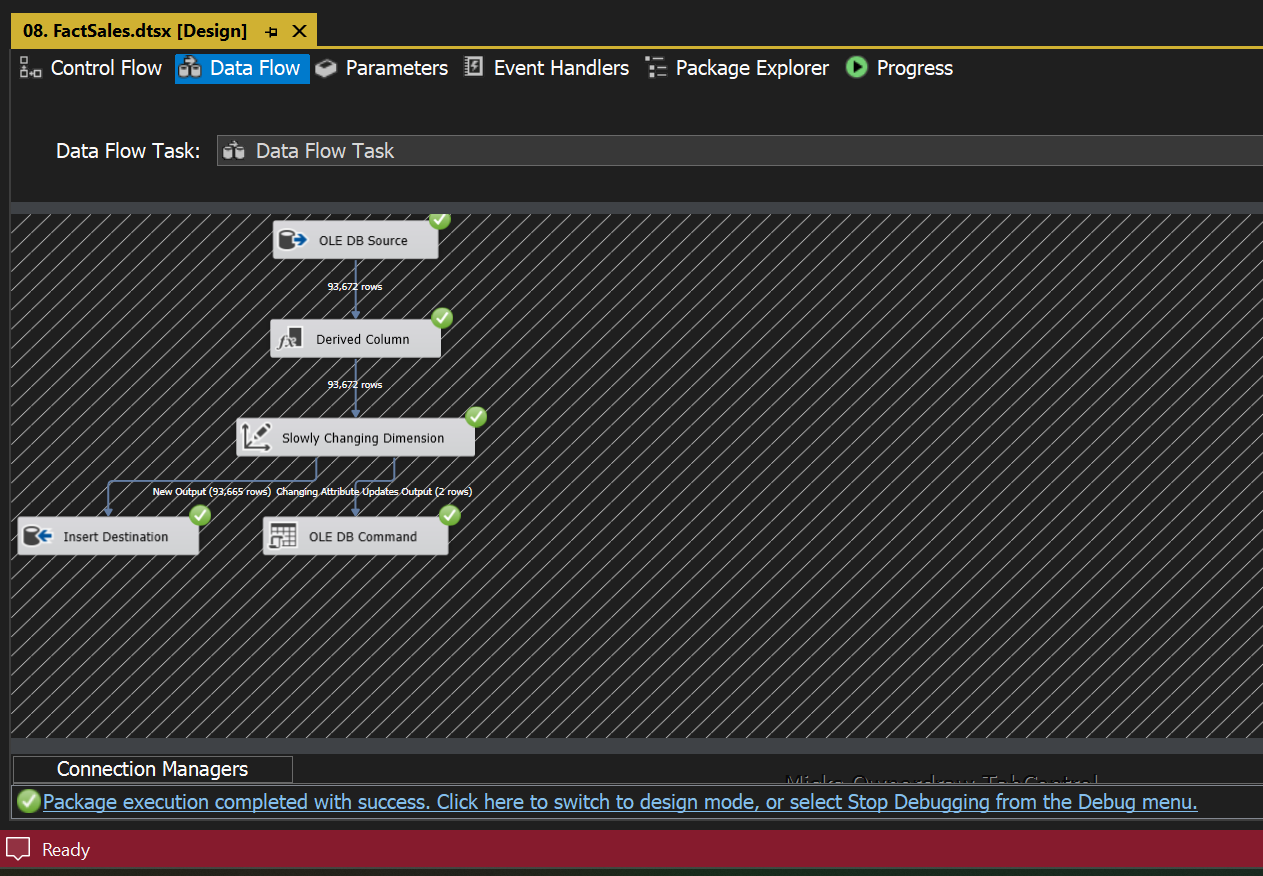 08. FactSales.dtsx [Design]
Control Flow Data Flow Parameters Event Handlers Package Explorer Progress
Data Flow Task: Data Flow Task
OLE DB Source
93,672 rows
Derived Column
93,672 rows
Slowly Changing Dimension
New Output (93,665 rows) Changing Attribute Updates Output (2 rows)
Insert Destination OLE DB Command
Connection Managers
Package execution completed with success. Click here to switch to design mode, or select Stop Debugging from the Debug menu.
Ready